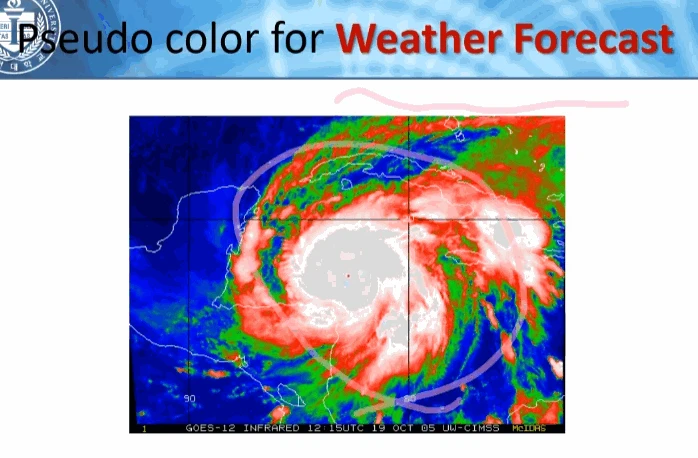 Pseudo color for Weather Forecast
90
80
1 GOES-12 INFRARED 12:15UTC 19 OCT 05 UW-CIMSS McIDAS